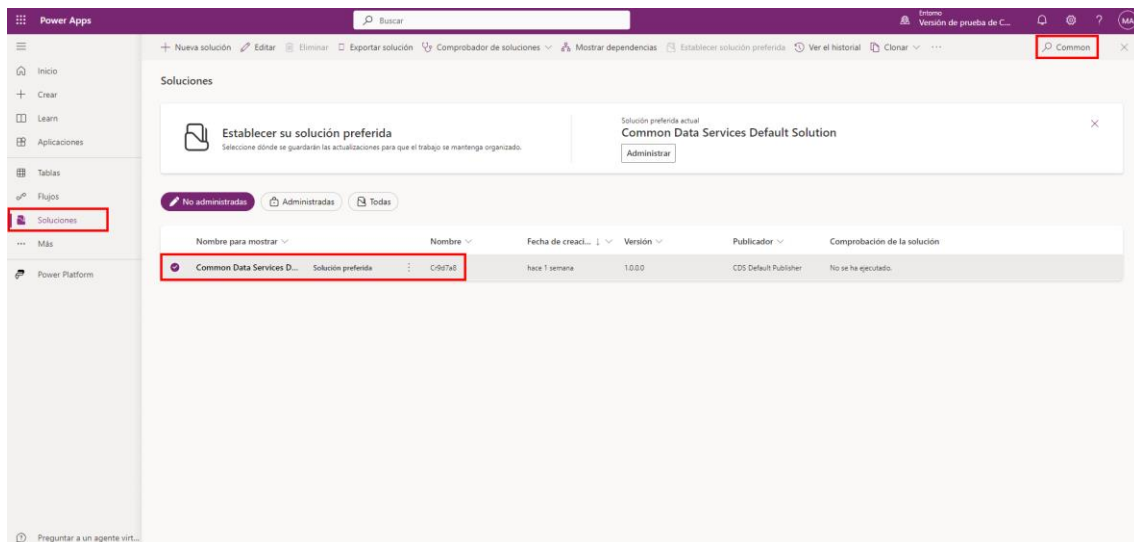 Power Apps
Buscar
Entorno
Versión de prueba de C...
MA
Nueva solución Editar Eliminar Exportar solución Comprobador de soluciones Mostrar dependencias Establecer solución preferida Ver el historial Clonar ...
Common
Inicio
Crear
Learn
Aplicaciones
Tablas
Flujos
Soluciones
Más
Power Platform
Preguntar a un agente virt...
Soluciones
Establecer su solución preferida
Seleccione dónde se guardarán las actualizaciones para que el trabajo se mantenga organizado.
Solución preferida actual
Common Data Services Default Solution
Administrar
No administradas Administradas Todas
Nombre para mostrar Nombre Fecha de creaci... Versión Publicador Comprobación de la solución
Common Data Services D... Solución preferida Cr9d7a8 hace 1 semana 1.0.0.0 CDS Default Publisher No se ha ejecutado.